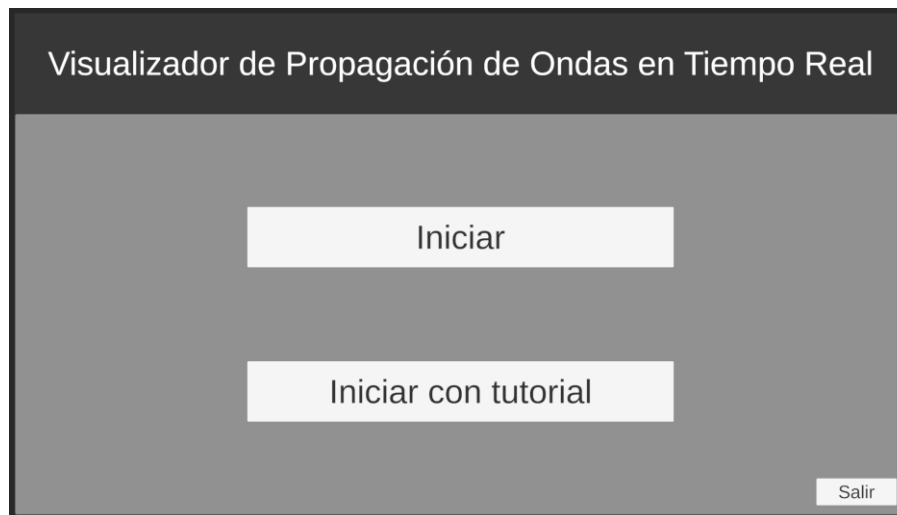 Visualizador de Propagación de Ondas en Tiempo Real
Iniciar
Iniciar con tutorial
Salir